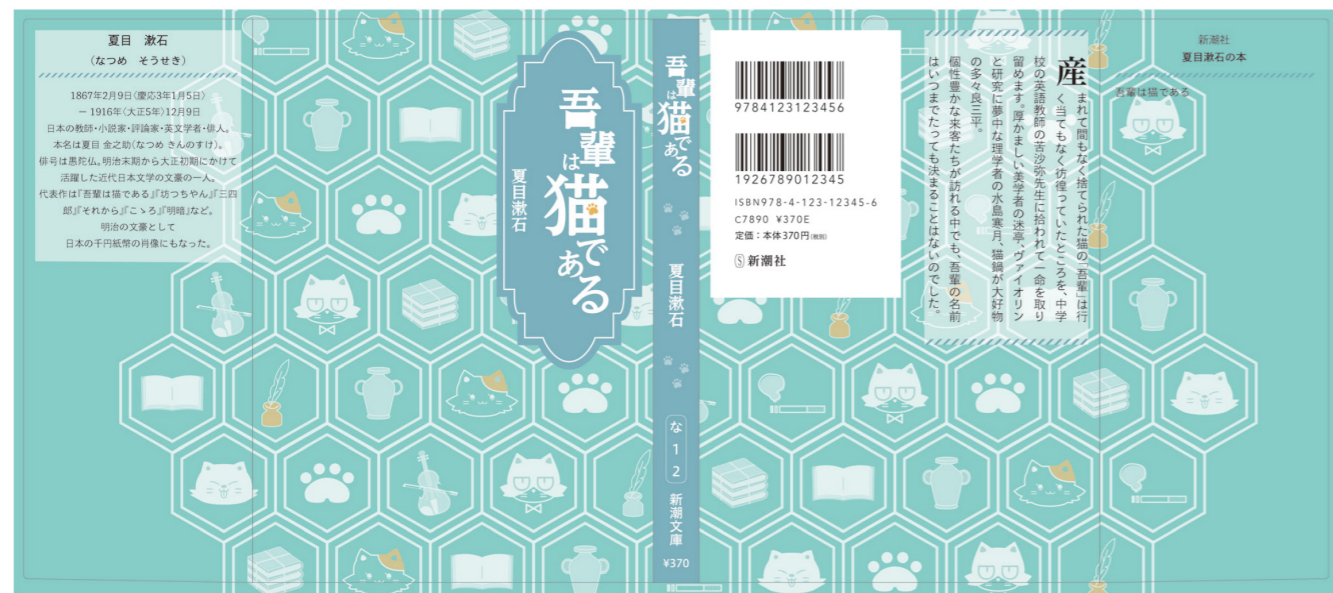 夏目　漱石
（なつめ　そうせき）
1867年2月9日（慶応3年1月5日）
－ 1916年（大正5年）12月9日
日本の教師・小説家・評論家・英文学者・俳人。
本名は夏目 金之助（なつめ きんのすけ）。
俳号は愚陀仏。明治末期から大正初期にかけて
活躍した近代日本文学の文豪の一人。
代表作は『吾輩は猫である』『坊つちやん』『三四
郎』『それから』『こゝろ』『明暗』など。
明治の文豪として
日本の千円紙幣の肖像にもなった。
吾輩は猫である
夏目漱石
吾輩は猫である
夏目漱石
な
1
2
新潮文庫
¥370
9784123123456
1926789012345
ISBN978-4-123-12345-6
C7890 ¥370E
定価：本体370円(税別)
Ⓢ新潮社
産まれて間もなく捨てられた猫の「吾輩」は行
く当てもなく彷徨っていたところを、中学
校の英語教師の苦沙弥先生に拾われて一命を取り
留めます。厚かましい美学者の迷亭、ヴァイオリン
と研究に夢中な理学者の水島寒月、猫鍋が大好物
の多々良三平。
個性豊かな来客たちが訪れる中でも、吾輩の名前
はいつまでたっても決まることはないのでした。
新潮社
夏目漱石の本
吾輩は猫である